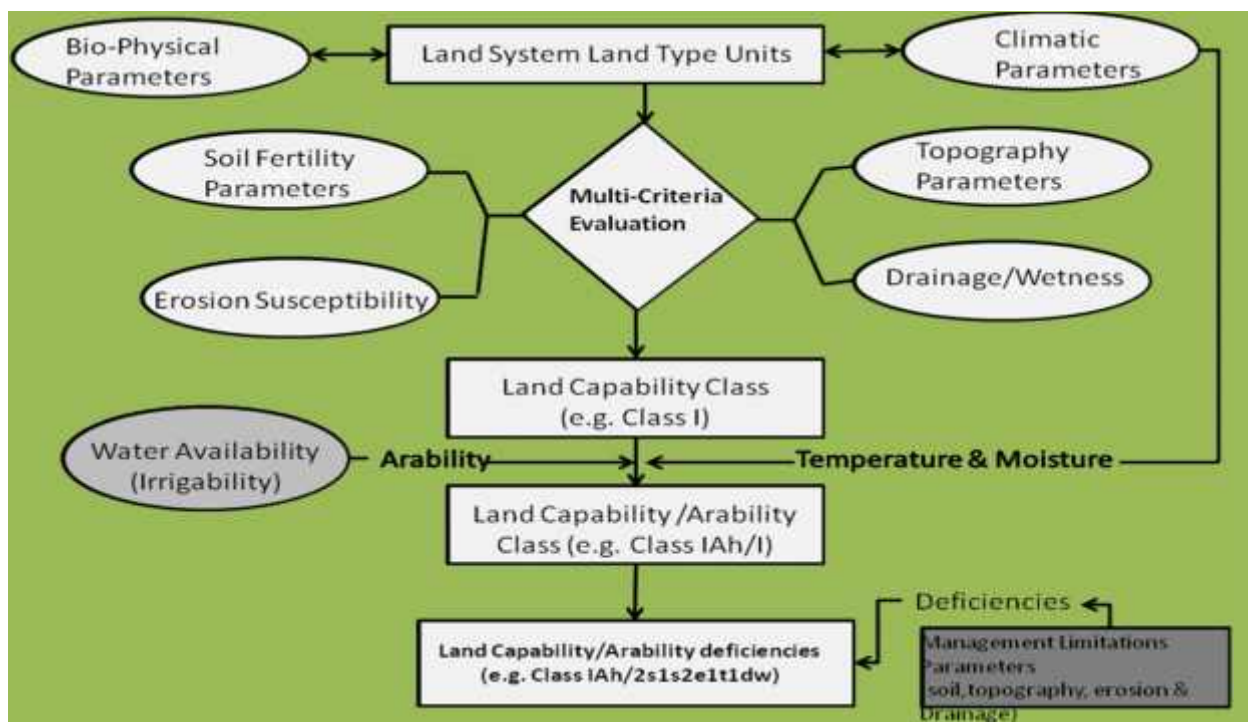 Bio-Physical
Parameters
Land System Land Type Units
Climatic
Parameters
Soil Fertility
Parameters
Topography
Parameters
Multi-Criteria
Evaluation
Erosion Susceptibility
Drainage/Wetness
Land Capability Class
(e.g. Class I)
Water Availability
(Irrigability)
Arability
Temperature & Moisture
Land Capability /Arability
Class (e.g. Class IAh/I)
Deficiencies
Land Capability/Arability deficiencies
(e.g. Class IAh/2s1s2e1t1dw)
Management Limitations
Parameters
soil,topography, erosion &
Drainage)